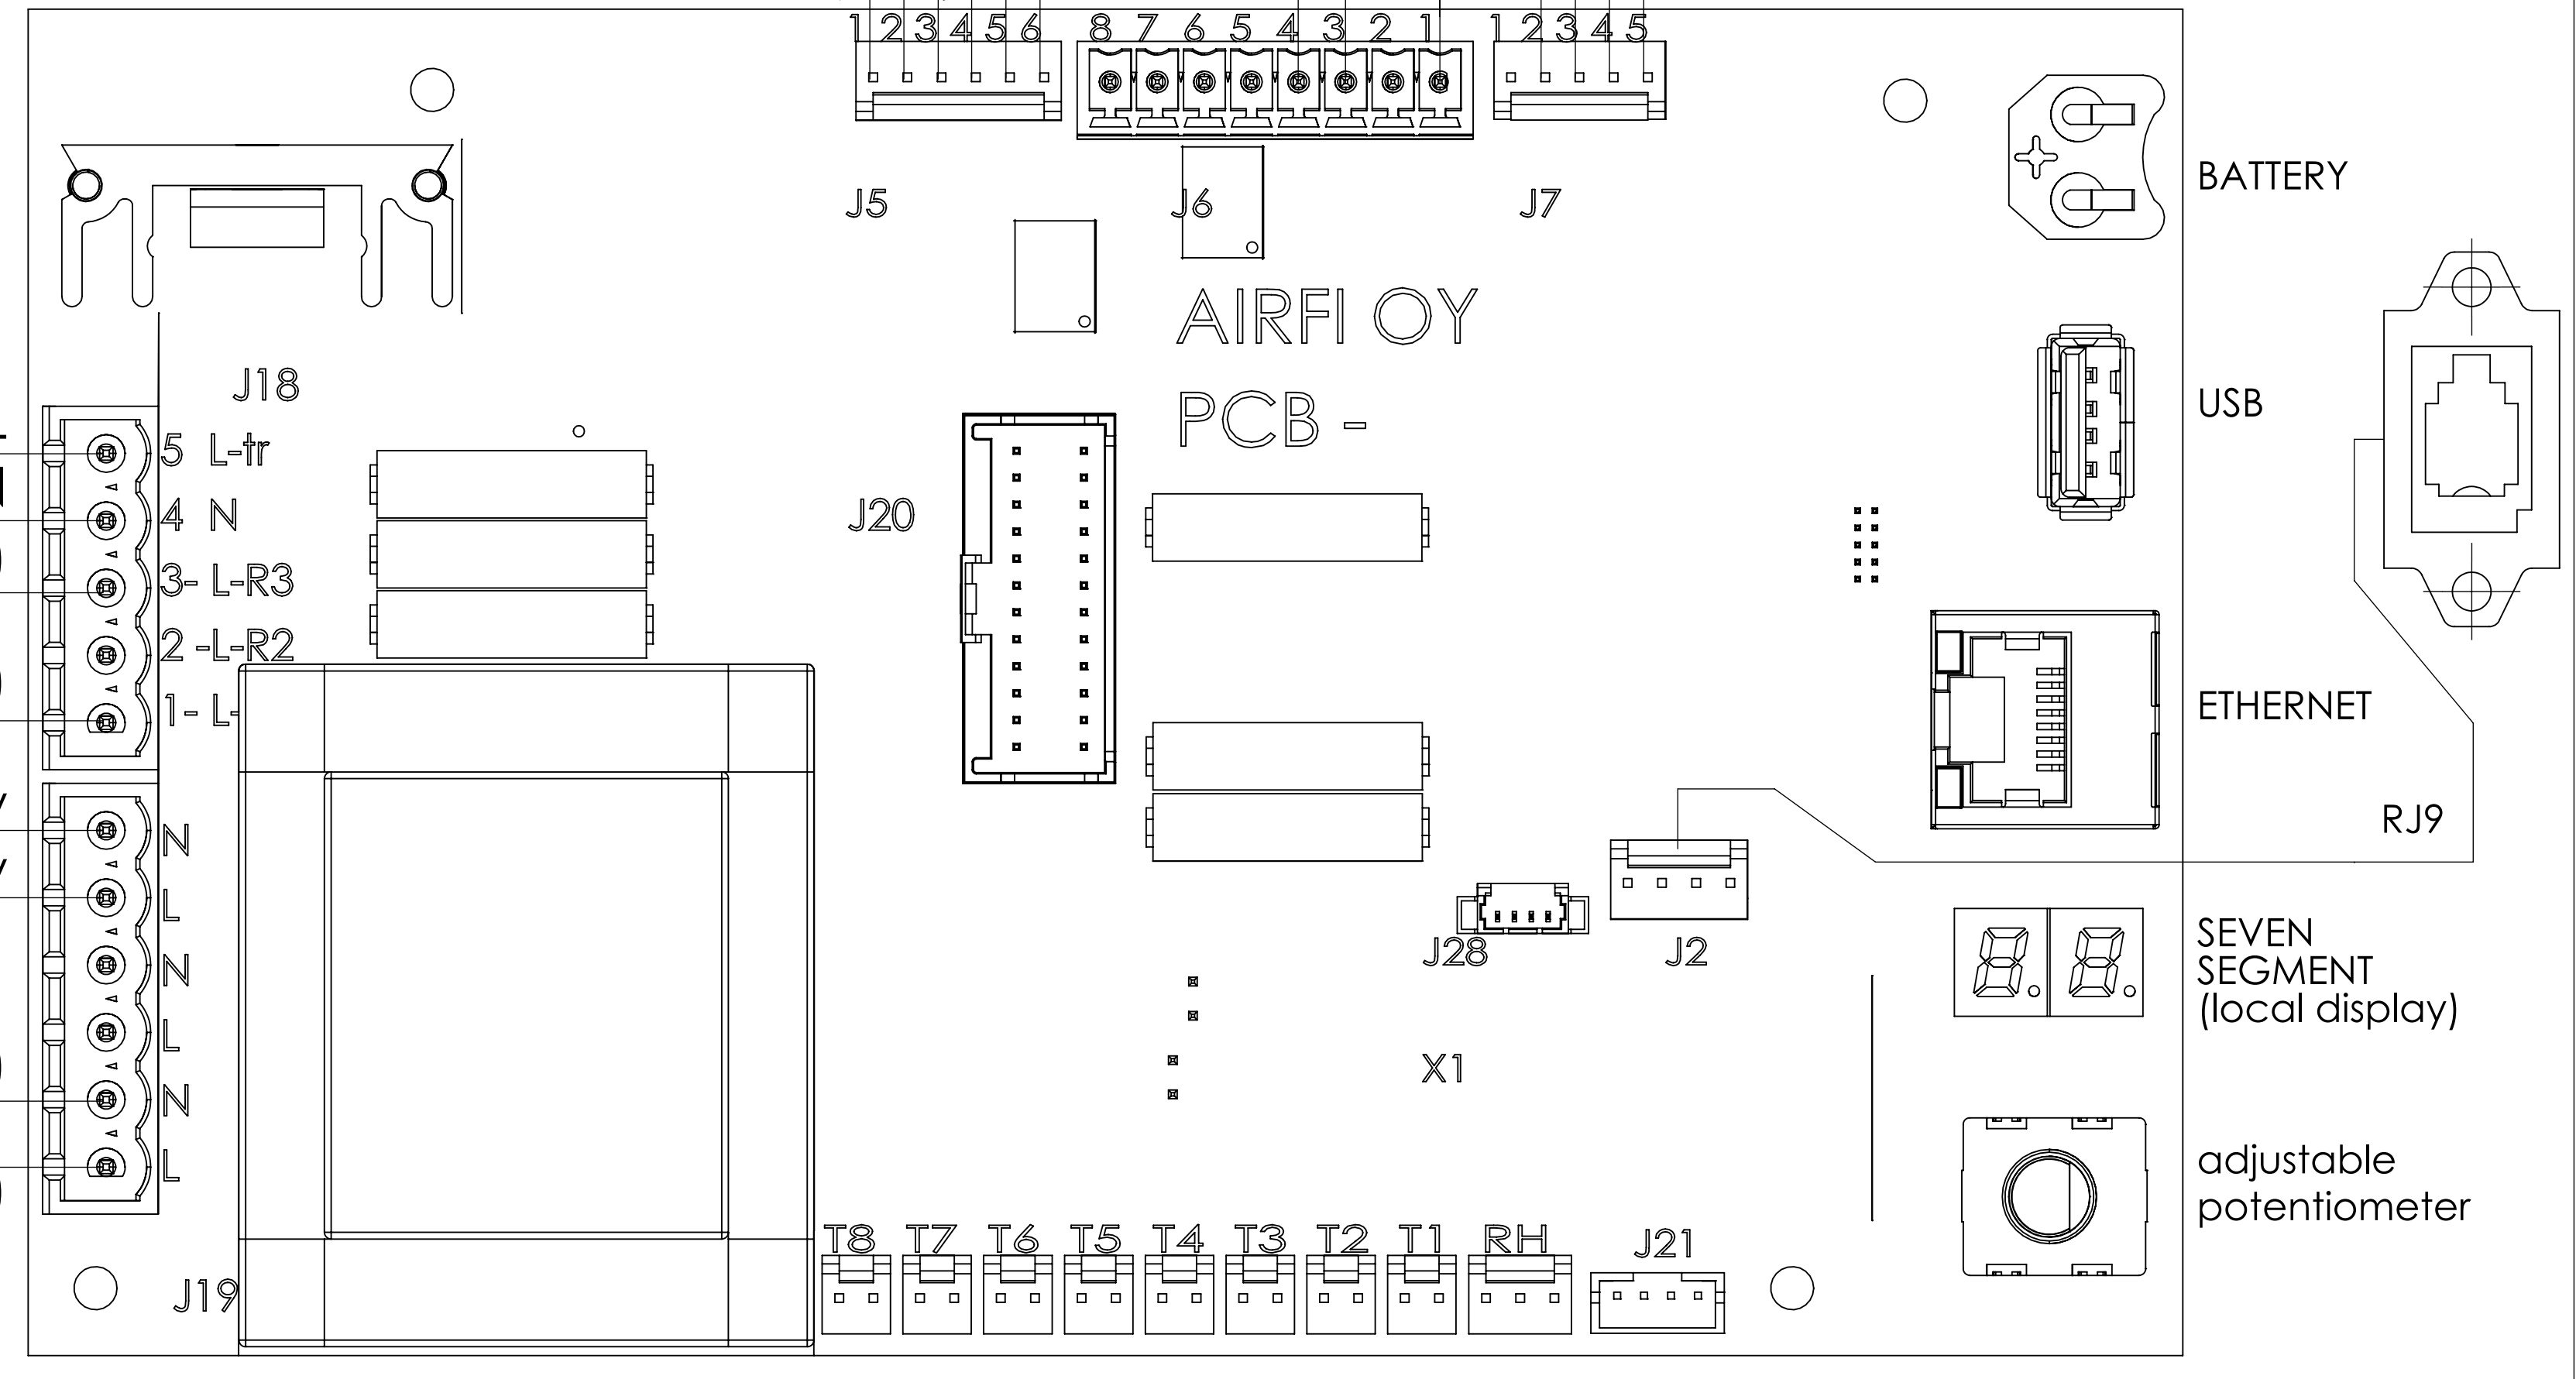 1 2 3 4 5 6
8 7 6 5 4 3 2 1
1 2 3 4 5
BATTERY
J5
J6
J7
AIRFI OY
PCB -
J18
5 L-tr
4 N
3- L-R3
2 -L-R2
1- L-
J20
USB
ETHERNET
RJ9
N
L
N
L
N
L
J28
J2
SEVEN
SEGMENT
(local display)
X1
adjustable
potentiometer
T8 T7 T6 T5 T4 T3 T2 T1 RH
J21
J19